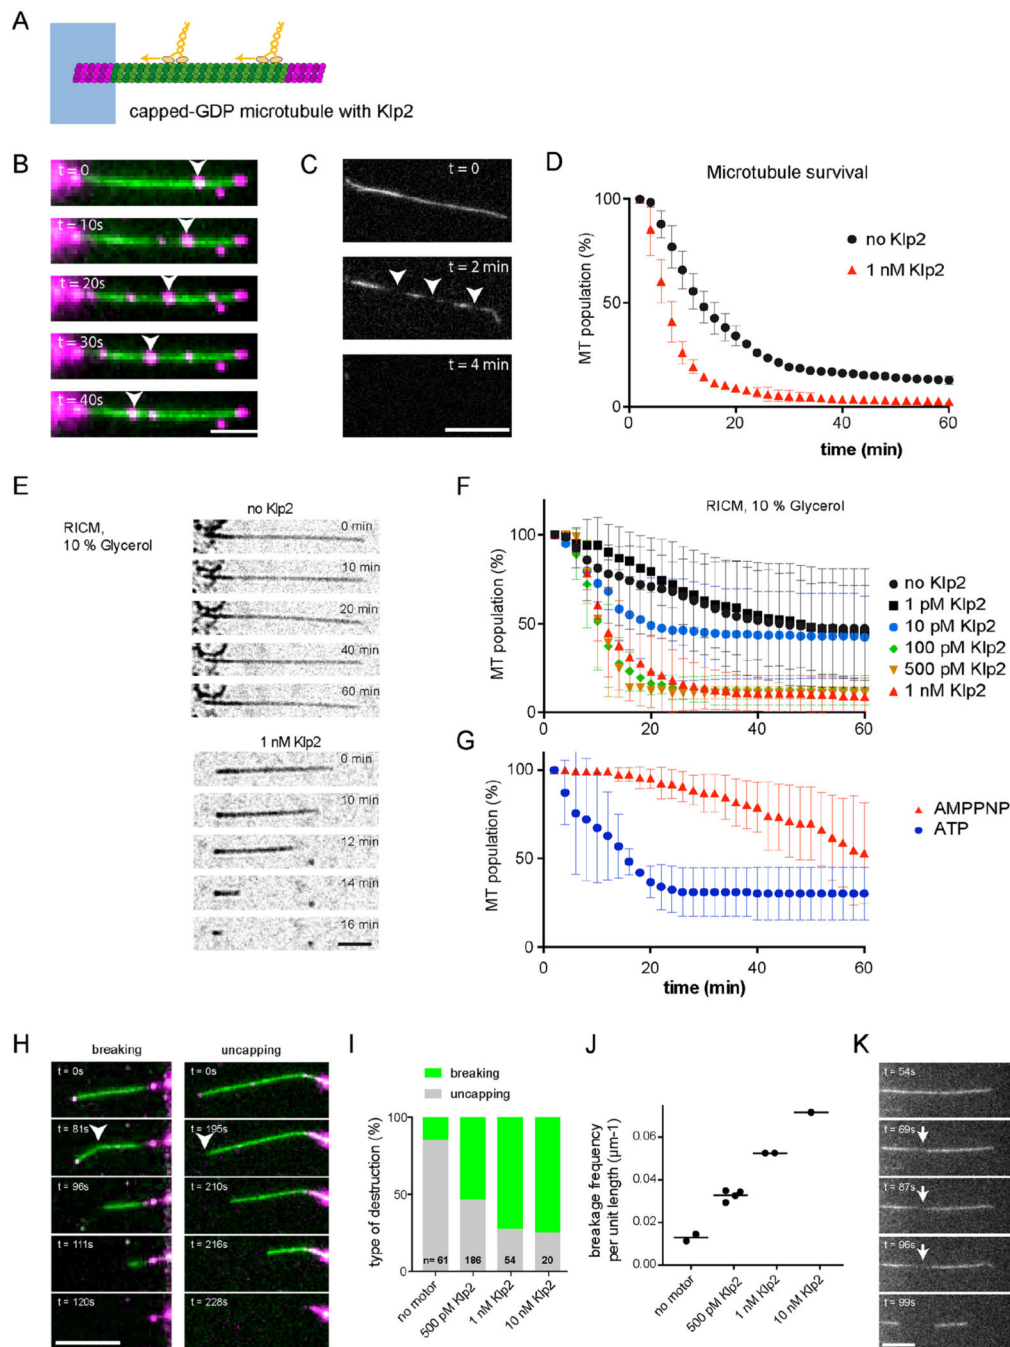 A
capped-GDP microtubule with Klp2
B
t = 0
t = 10s
t = 20s
t = 30s
t = 40s
C
t = 0
t = 2 min
t = 4 min
D
Microtubule survival
MT population (%)
100
50
0
0 20 40 60
time (min)
no Klp2
1 nM Klp2
E
RICM,
10 % Glycerol
no Klp2
0 min
10 min
20 min
40 min
60 min
1 nM Klp2
0 min
10 min
12 min
14 min
16 min
F
RICM, 10 % Glycerol
MT population (%)
100
50
0
0 20 40 60
no Klp2
1 pM Klp2
10 pM Klp2
100 pM Klp2
500 pM Klp2
1 nM Klp2
G
MT population (%)
100
50
0
0 20 40 60
time (min)
AMPPNP
ATP
H
breaking
t = 0s
t = 81s
t = 96s
t = 111s
t = 120s
uncapping
t = 0s
t = 195s
t = 210s
t = 216s
t = 228s
I
breaking
uncapping
type of destruction (%)
100
50
0
n= 61 186 54 20
no motor
500 pM Klp2
1 nM Klp2
10 nM Klp2
J
breakage frequency
per unit length (µm-1)
0.06
0.04
0.02
0
no motor
500 pM Klp2
1 nM Klp2
10 nM Klp2
K
t = 54s
t = 69s
t = 87s
t = 96s
t = 99s